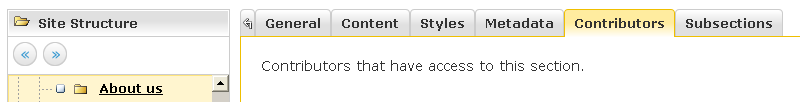 Site Structure
General Content Styles Metadata Contributors Subsections
« »
Contributors that have access to this section.
About us